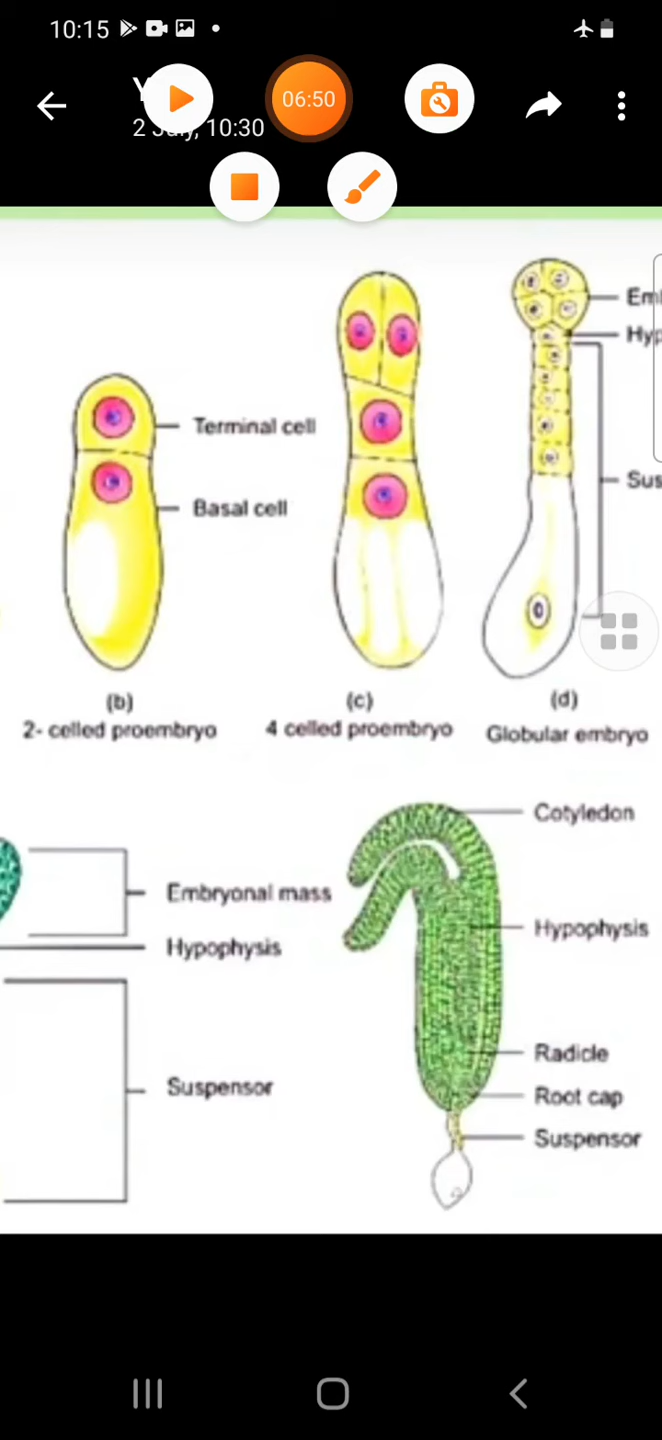 10:15
06:50
2 July, 10:30
Terminal cell
Basal cell
(b)
2- celled proembryo
(c)
4 celled proembryo
(d)
Globular embryo
Cotyledon
Embryonal mass
Hypophysis
Hypophysis
Suspensor
Radicle
Root cap
Suspensor